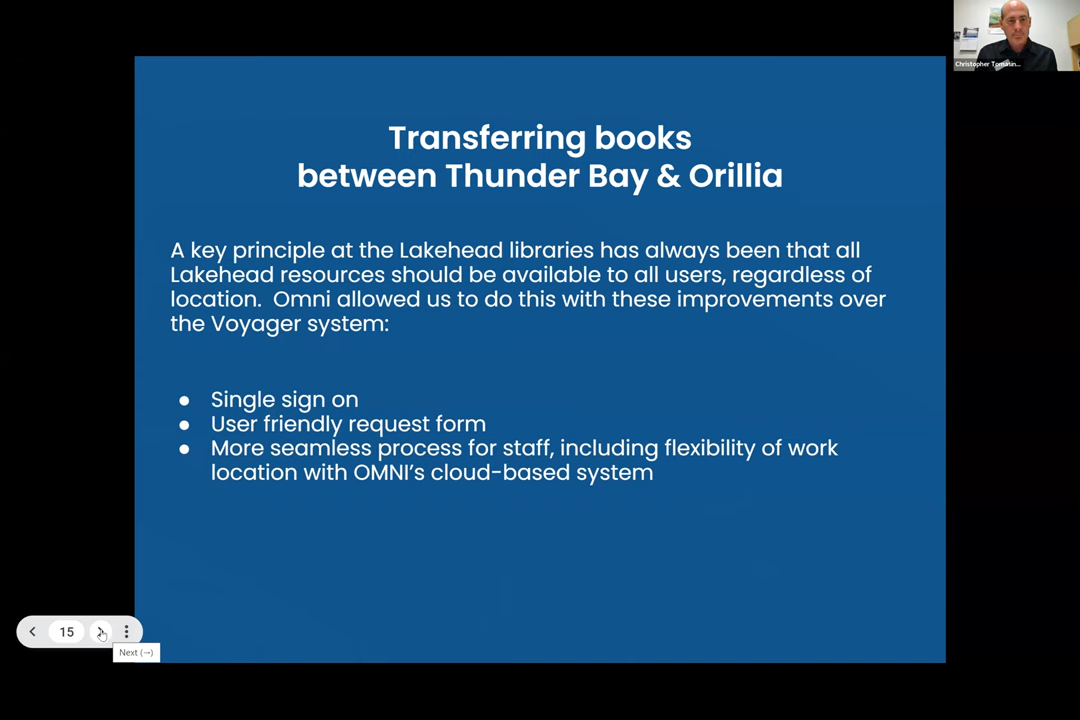 Christopher Tomasin...
Transferring books
between Thunder Bay & Orillia
A key principle at the Lakehead libraries has always been that all
Lakehead resources should be available to all users, regardless of
location.  Omni allowed us to do this with these improvements over
the Voyager system:
● Single sign on
● User friendly request form
● More seamless process for staff, including flexibility of work
location with OMNI's cloud-based system
15
Next (→)